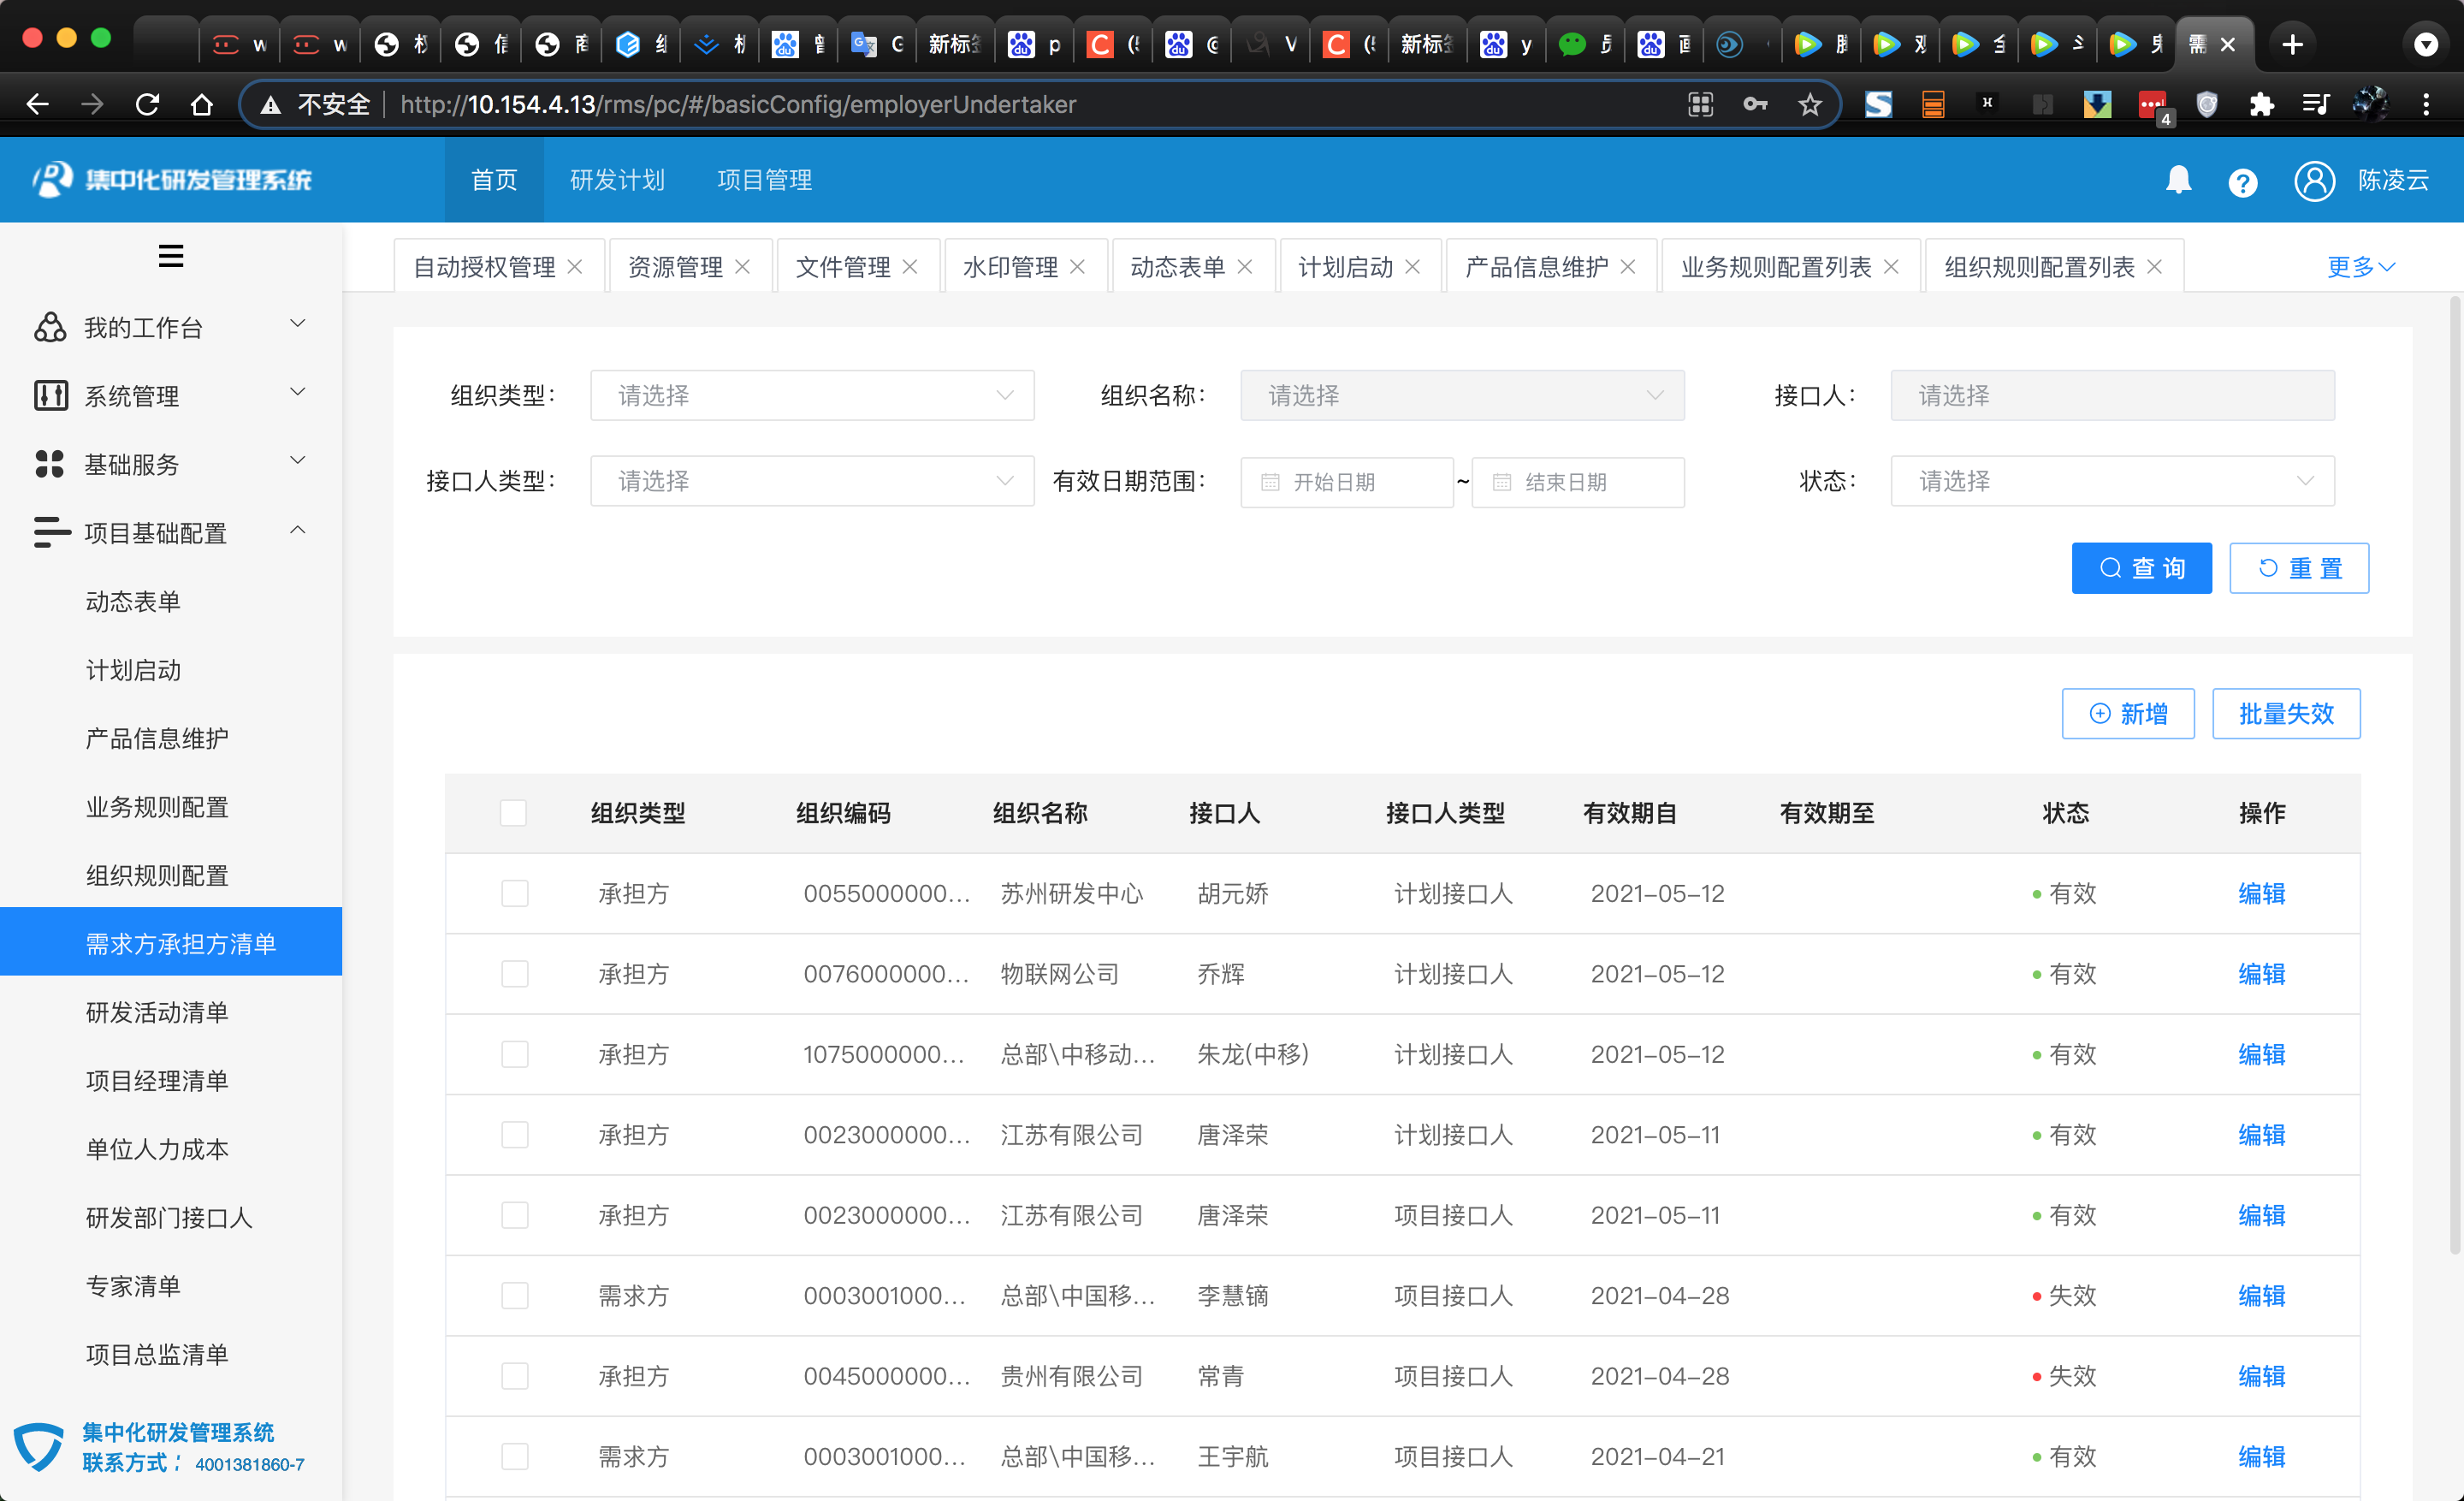 新标签
p
新标签
y
不安全 http://10.154.4.13/rms/pc/#/basicConfig/employerUndertaker
4
集中化研发管理系统
首页 研发计划 项目管理
陈凌云
自动授权管理 资源管理 文件管理 水印管理 动态表单 计划启动 产品信息维护 业务规则配置列表 组织规则配置列表 更多
我的工作台
系统管理
基础服务
项目基础配置
动态表单
计划启动
产品信息维护
业务规则配置
组织规则配置
需求方承担方清单
研发活动清单
项目经理清单
单位人力成本
研发部门接口人
专家清单
项目总监清单
集中化研发管理系统
联系方式： 4001381860-7
组织类型： 请选择 组织名称： 请选择 接口人： 请选择
接口人类型： 请选择 有效日期范围： 开始日期 ~ 结束日期 状态： 请选择
查 询 重 置
新增 批量失效
组织类型 组织编码 组织名称 接口人 接口人类型 有效期自 有效期至 状态 操作
承担方 0055000000... 苏州研发中心 胡元娇 计划接口人 2021-05-12 有效 编辑
承担方 0076000000... 物联网公司 乔辉 计划接口人 2021-05-12 有效 编辑
承担方 1075000000... 总部\中移动... 朱龙(中移) 计划接口人 2021-05-12 有效 编辑
承担方 0023000000... 江苏有限公司 唐泽荣 计划接口人 2021-05-11 有效 编辑
承担方 0023000000... 江苏有限公司 唐泽荣 项目接口人 2021-05-11 有效 编辑
需求方 0003001000... 总部\中国移... 李慧镝 项目接口人 2021-04-28 失效 编辑
承担方 0045000000... 贵州有限公司 常青 项目接口人 2021-04-28 失效 编辑
需求方 0003001000... 总部\中国移... 王宇航 项目接口人 2021-04-21 有效 编辑